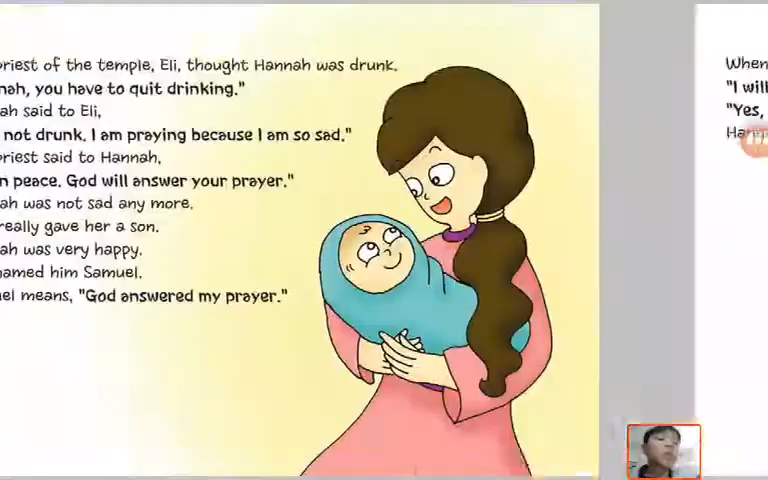 riest of the temple, Eli, thought Hannah was drunk.
nah, you have to quit drinking."
ah said to Eli,
not drunk. I am praying because I am so sad."
riest said to Hannah,
n peace. God will answer your prayer."
ah was not sad any more.
really gave her a son.
ah was very happy.
named him Samuel.
el means, "God answered my prayer."
When
"I will
"Yes,